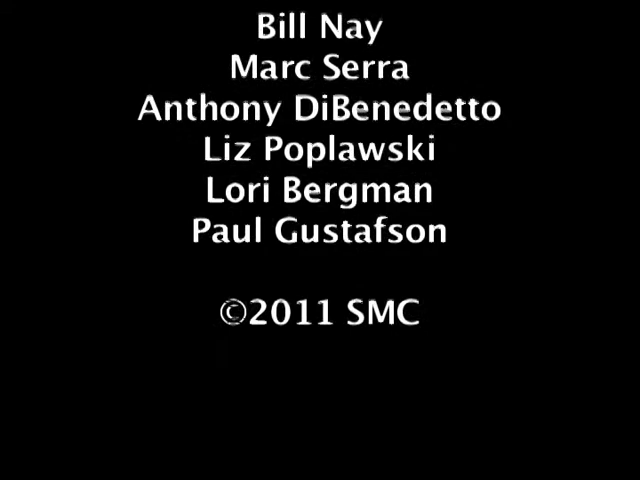 Bill Nay
Marc Serra
Anthony DiBenedetto
Liz Poplawski
Lori Bergman
Paul Gustafson
©2011 SMC